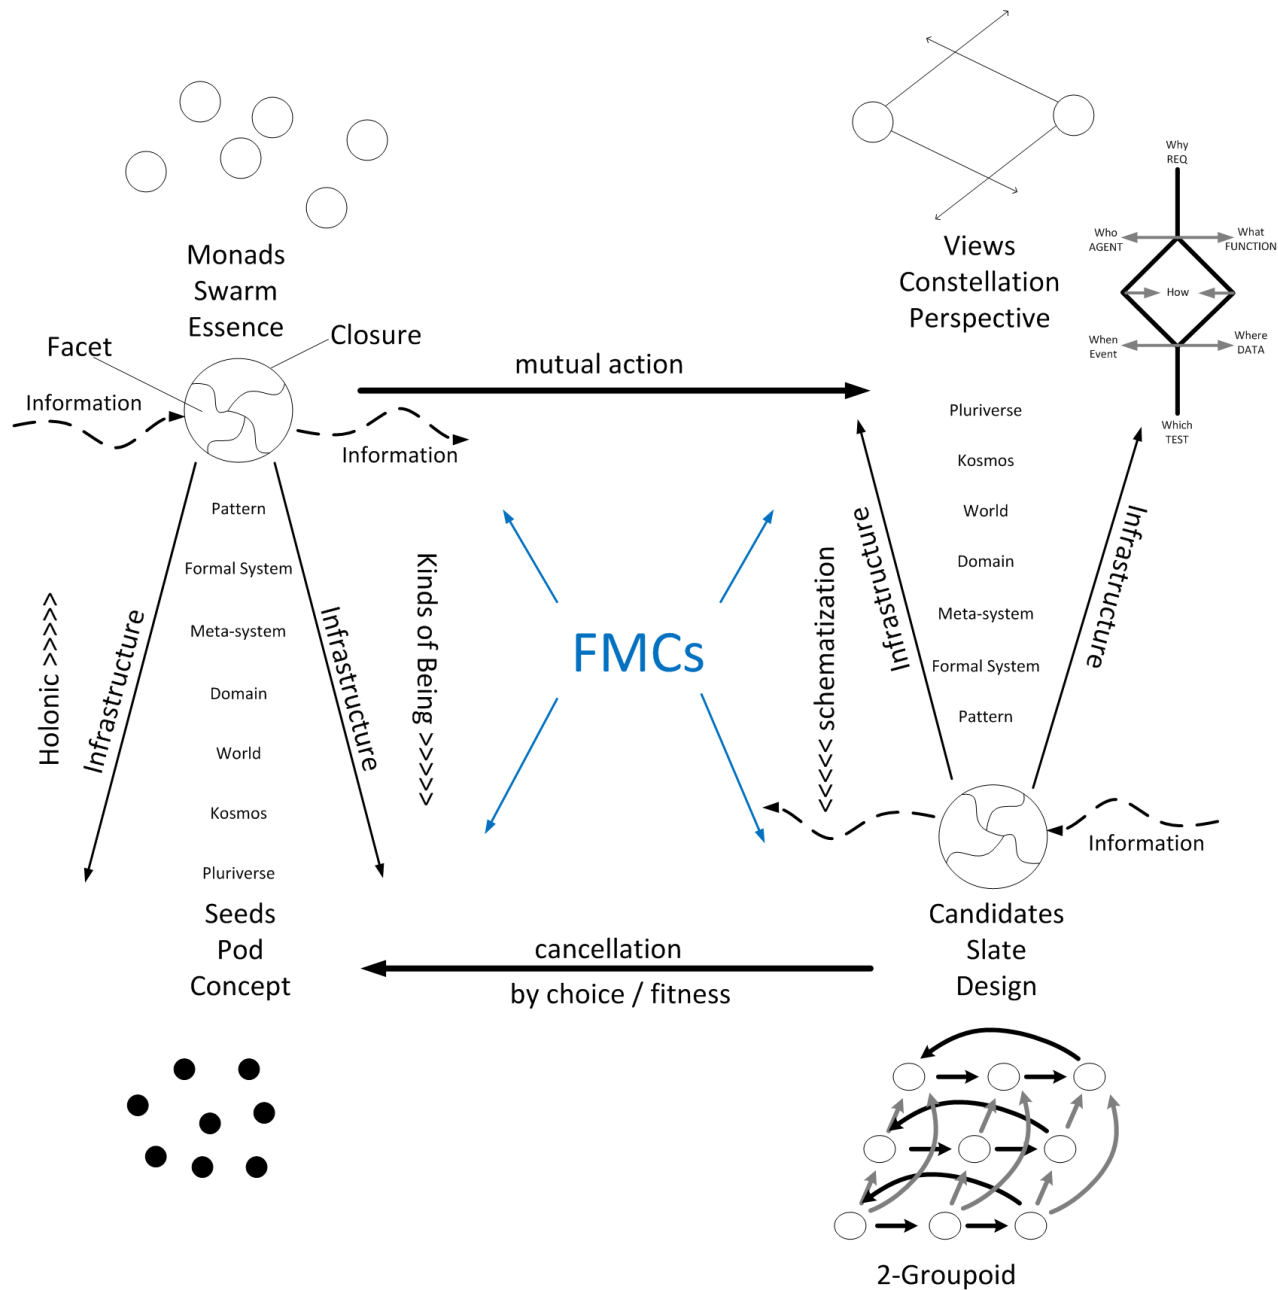 Monads
Swarm
Essence
Facet
Closure
Information
Information
Views
Constellation
Perspective
Why
REQ
Who
AGENT
What
FUNCTION
How
When
Event
Where
DATA
Which
TEST
mutual action
Pattern
Formal System
Meta-system
Domain
World
Kosmos
Pluriverse
Holonic >>>>>>
Infrastructure
Infrastructure
Kinds of Being >>>>>
FMCs
<<<<< schematization
Infrastructure
Infrastructure
Pluriverse
Kosmos
World
Domain
Meta-system
Formal System
Pattern
Information
Seeds
Pod
Concept
cancellation
by choice / fitness
Candidates
Slate
Design
2-Groupoid